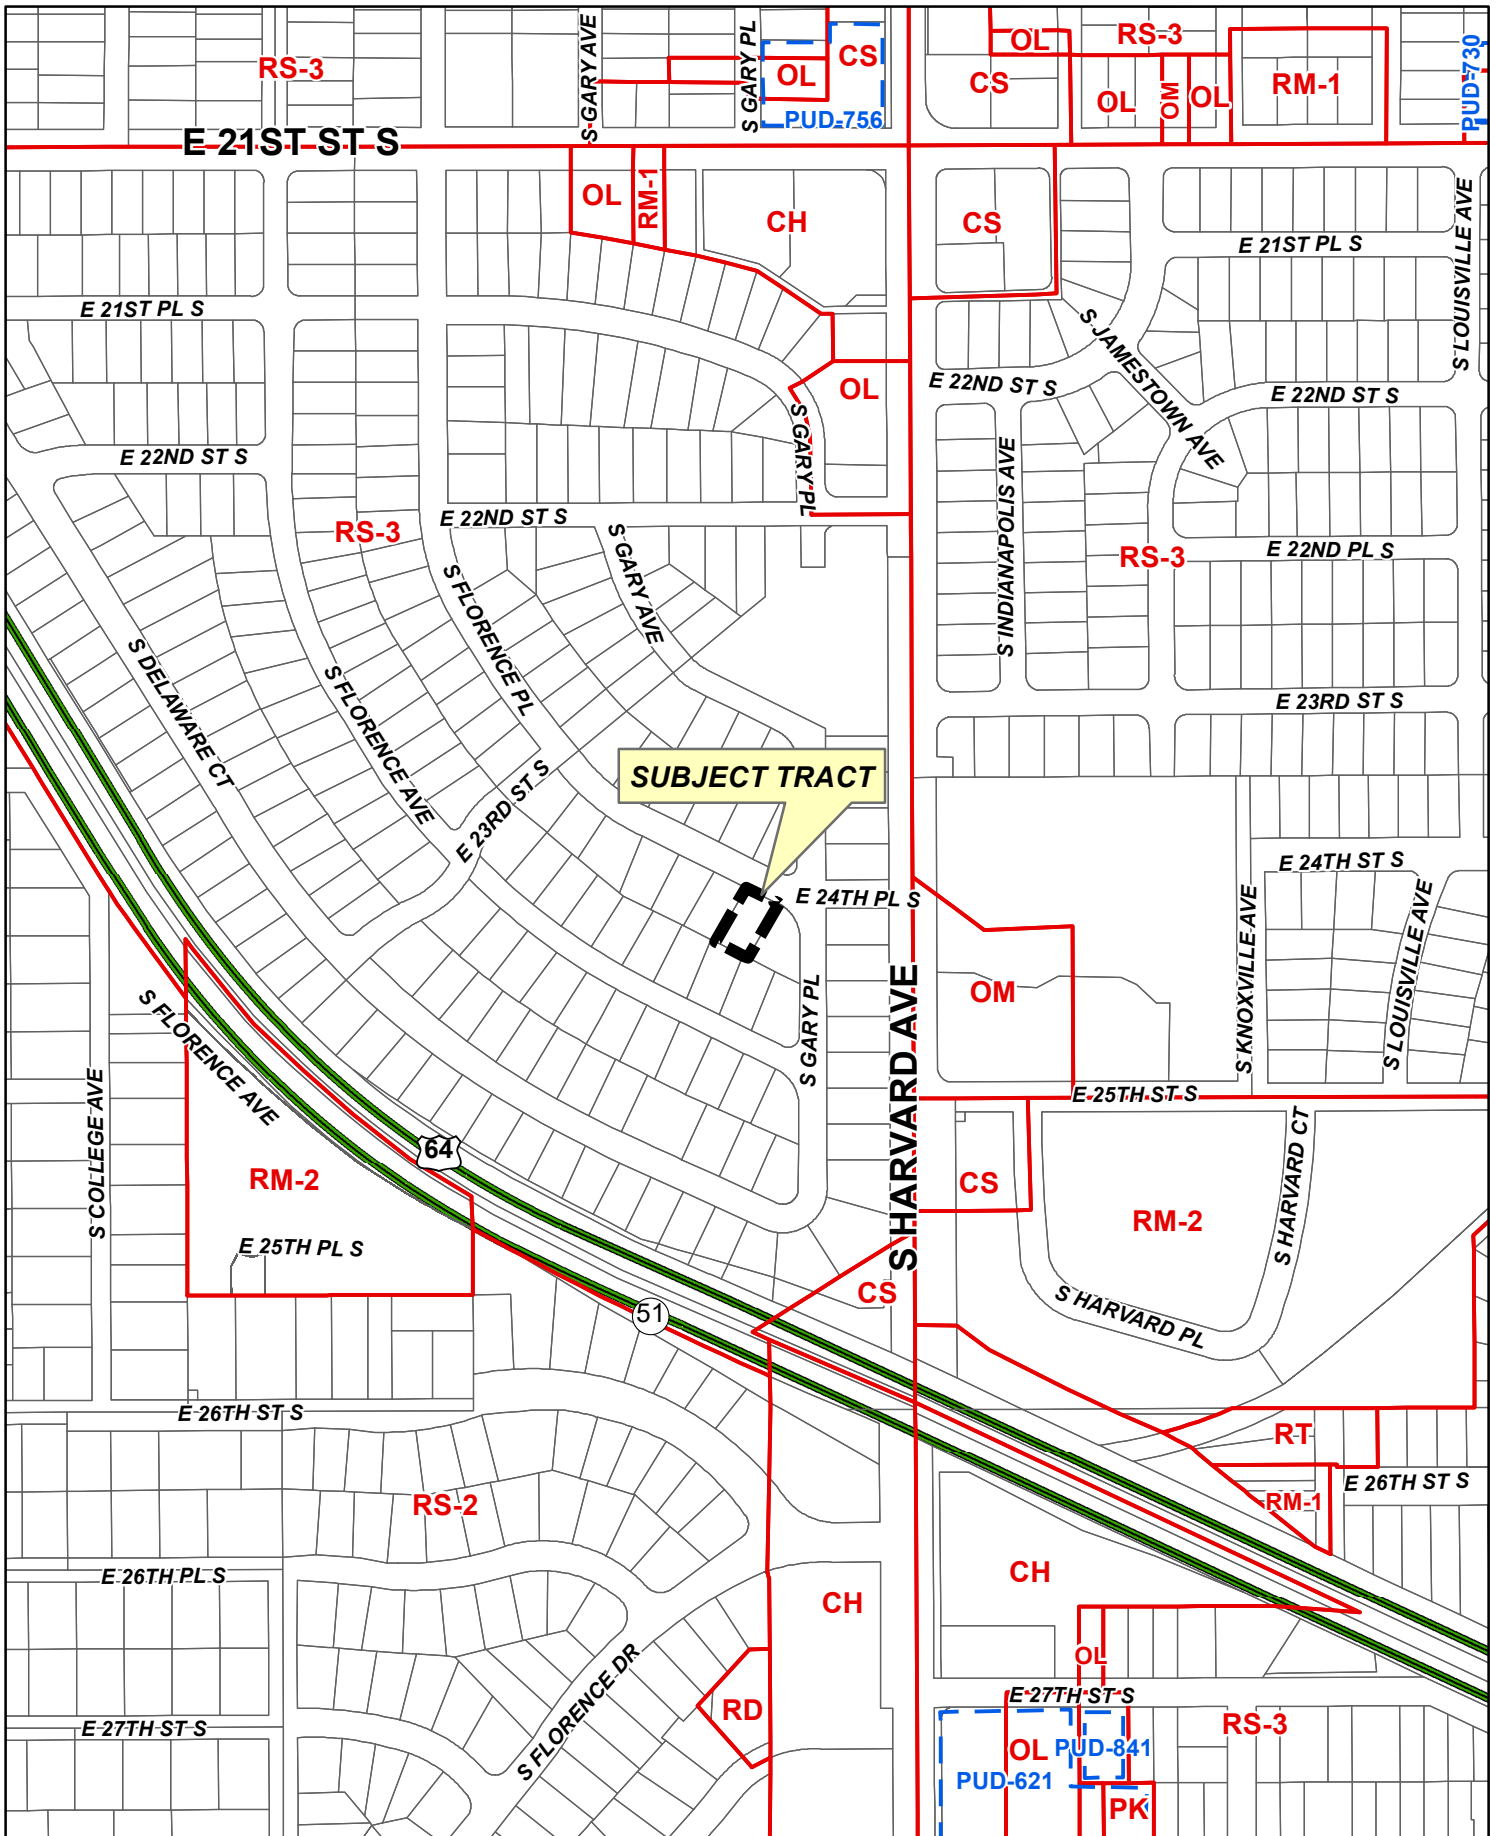 S GARY AVE
S GARY PL
CS
OL
RS-3
PUD-730
RS-3
OL
CS
OL
OM
OL
RM-1
PUD-756
E 21ST ST S
OL
RM-1
CH
CS
S LOUISVILLE AVE
E 21ST PL S
E 21ST PL S
S JAMESTOWN AVE
E 22ND ST S
OL
E 22ND ST S
S GARY PL
E 22ND ST S
S INDIANAPOLIS AVE
E 22ND ST S
RS-3
S GARY AVE
RS-3
E 22ND PL S
S FLORENCE PL
S DELAWARE CT
S FLORENCE AVE
E 23RD ST S
E 23RD ST S
SUBJECT TRACT
E 24TH ST S
E 24TH PL S
S KNOXVILLE AVE
S LOUISVILLE AVE
S HARVARD AVE
OM
S GARY PL
S FLORENCE AVE
S COLLEGE AVE
E 25TH ST S
64
RM-2
CS
RM-2
S HARVARD CT
E 25TH PL S
CS
51
S HARVARD PL
E 26TH ST S
RT
E 26TH ST S
RS-2
RM-1
E 26TH PL S
CH
CH
OL
S FLORENCE DR
E 27TH ST S
RD
E 27TH ST S
RS-3
OL
PUD-841
PUD-621
PK